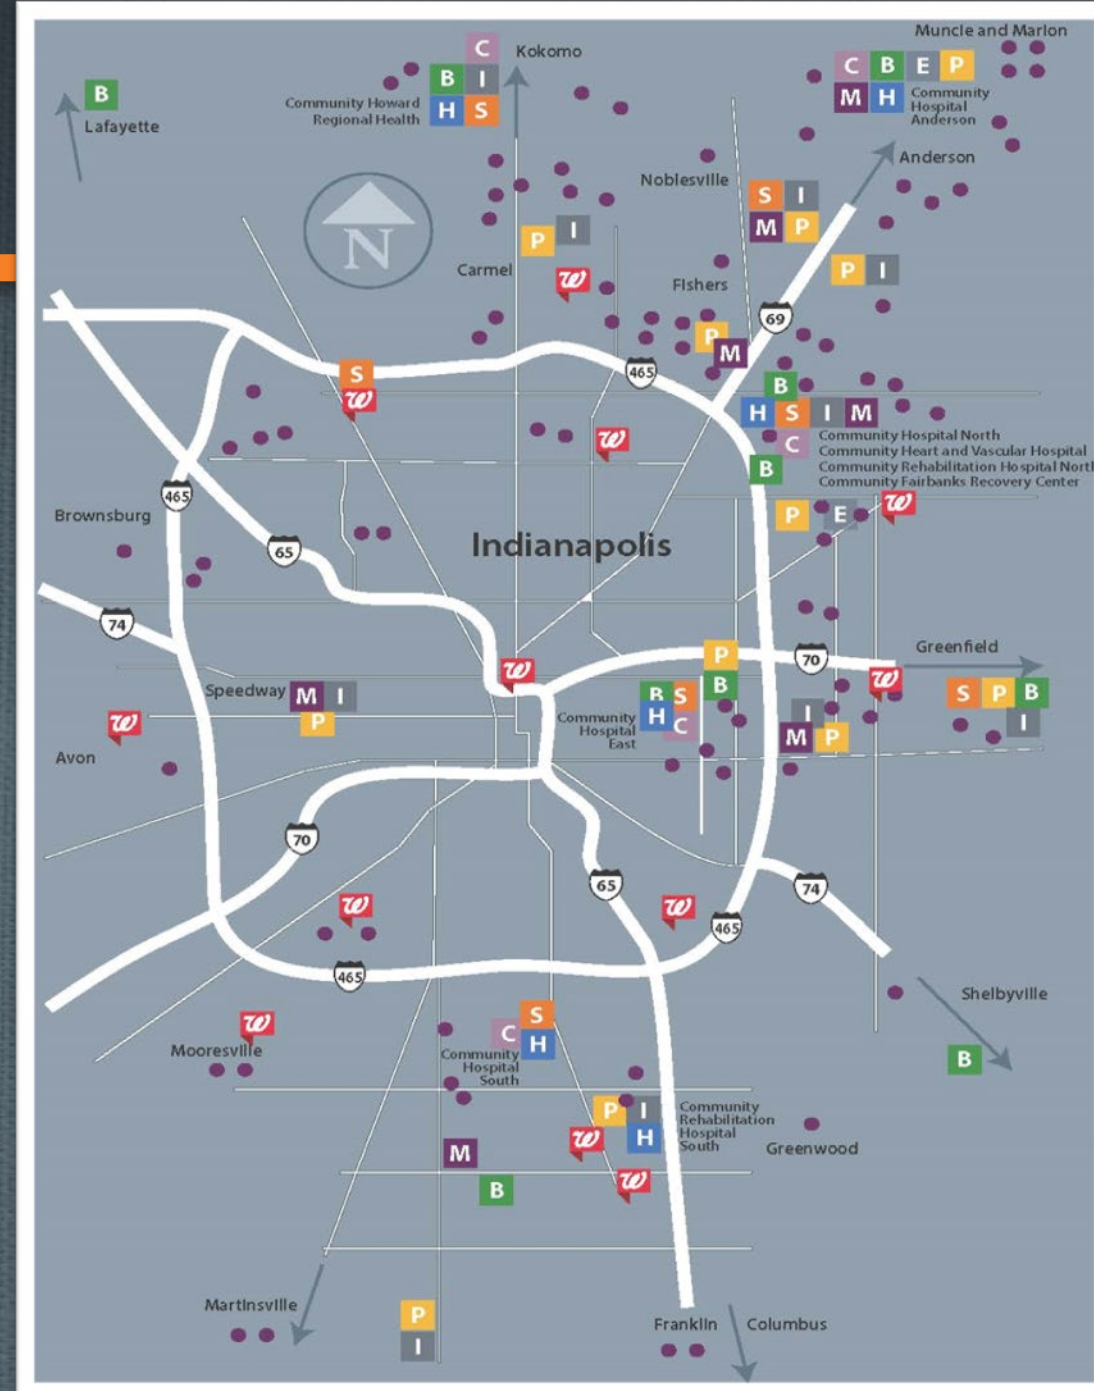 Muncie and Marion
C
Kokomo
B I
H S
Community Howard
Regional Health
C B E P
M H
Community
Hospital
Anderson
B
Lafayette
Anderson
Noblesville
S I
M P
N
P I
Carmel
W
P I
Fishers
69
P
M
S
W
465
B
H S I M
C
Community Hospital North
Community Heart and Vascular Hospital
Community Rehabilitation Hospital North
Community Fairbanks Recovery Center
W
B
465
Brownsburg
P E
W
65
Indianapolis
74
70
Greenfield
P
W
W
Speedway
M I
P
B S
H C
B
Community
Hospital
East
S P B
I
I
M P
W
Avon
70
65
74
W
W
465
465
Shelbyville
B
W
Mooresville
S
C H
Community
Hospital
South
P I
H
Community
Rehabilitation
Hospital
South
Greenwood
M
W
W
B
Martinsville
P
I
Franklin
Columbus